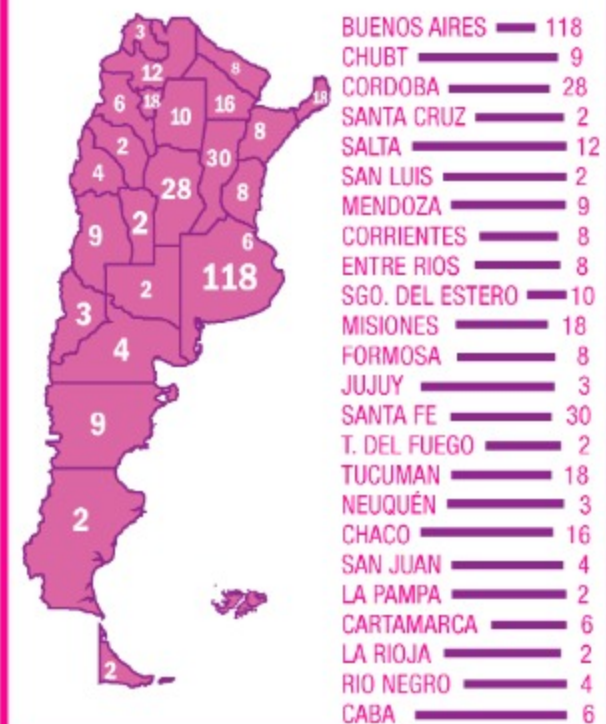 3
12
8
6
18
10
16
18
8
2
30
4
28
8
9
2
6
118
2
3
4
9
2
2
BUENOS AIRES 118
CHUBT 9
CORDOBA 28
SANTA CRUZ 2
SALTA 12
SAN LUIS 2
MENDOZA 9
CORRIENTES 8
ENTRE RIOS 8
SGO. DEL ESTERO 10
MISIONES 18
FORMOSA 8
JUJUY 3
SANTA FE 30
T. DEL FUEGO 2
TUCUMAN 18
NEUQUÉN 3
CHACO 16
SAN JUAN 4
LA PAMPA 2
CARTAMARCA 6
LA RIOJA 2
RIO NEGRO 4
CABA 6